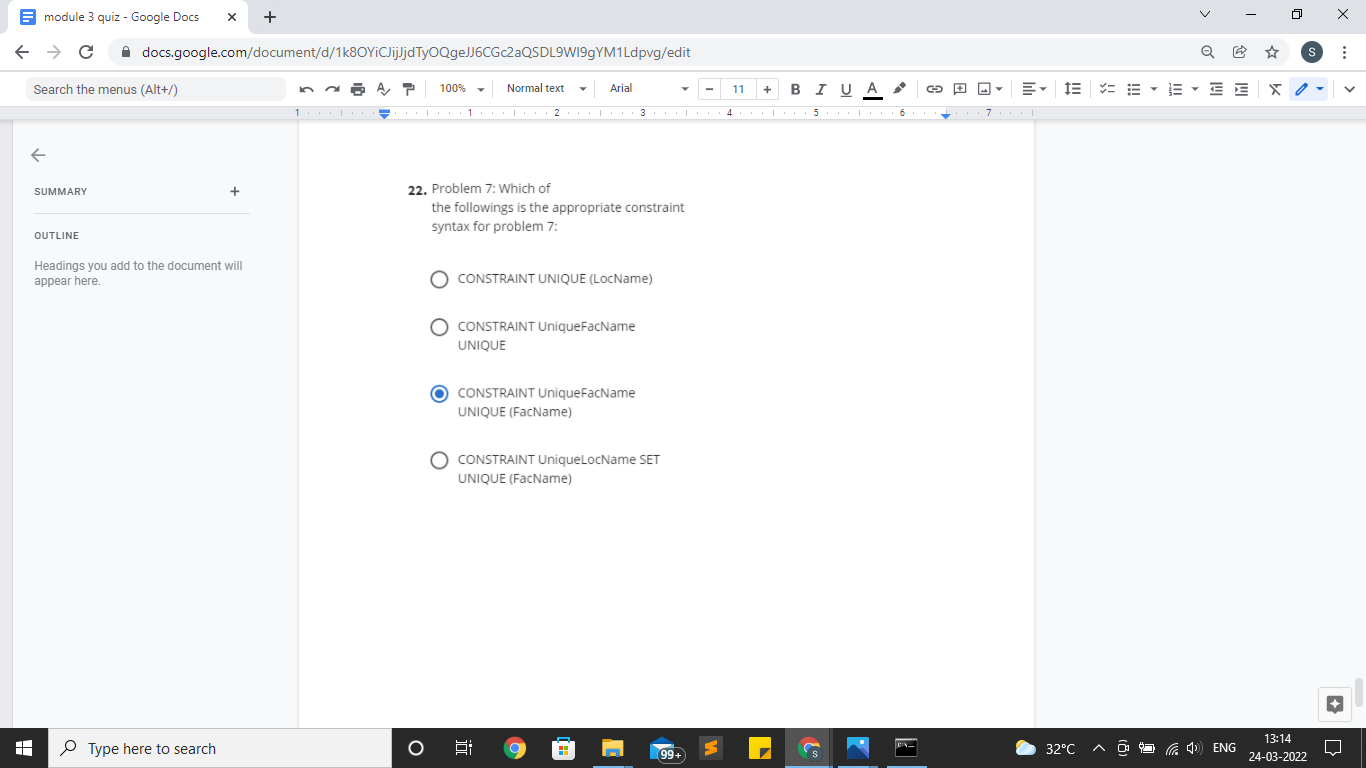 module 3 quiz - Google Docs
docs.google.com/document/d/1k8OYiCJijJjdTyOQgeJJ6CGc2aQSDL9Wl9gYM1Ldpvg/edit
S
Search the menus (Alt+/)
100%
Normal text
Arial
11
B I U A
1 1 2 3 4 5 6 7
SUMMARY
OUTLINE
Headings you add to the document will
appear here.
22. Problem 7: Which of
the followings is the appropriate constraint
syntax for problem 7:
CONSTRAINT UNIQUE (LocName)
CONSTRAINT UniqueFacName
UNIQUE
CONSTRAINT UniqueFacName
UNIQUE (FacName)
CONSTRAINT UniqueLocName SET
UNIQUE (FacName)
Type here to search
99+
S
32°C
ENG
13:14
24-03-2022